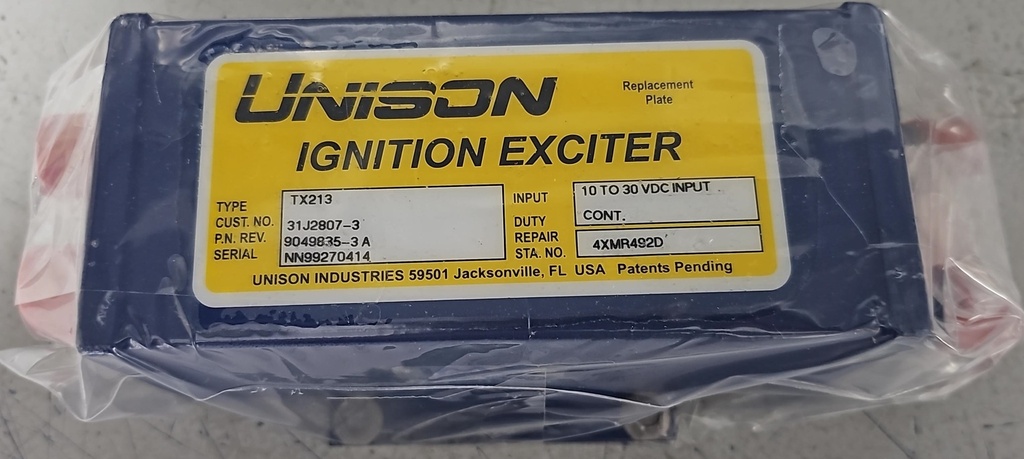 UNISON
Replacement
Plate
IGNITION EXCITER
TYPE TX213
CUST. NO. 31J2807-3
P.N. REV. 9049835-3 A
SERIAL NN99270414
INPUT 10 TO 30 VDC INPUT
DUTY CONT.
REPAIR
STA. NO. 4XMR492D
UNISON INDUSTRIES 59501 Jacksonville, FL USA Patents Pending